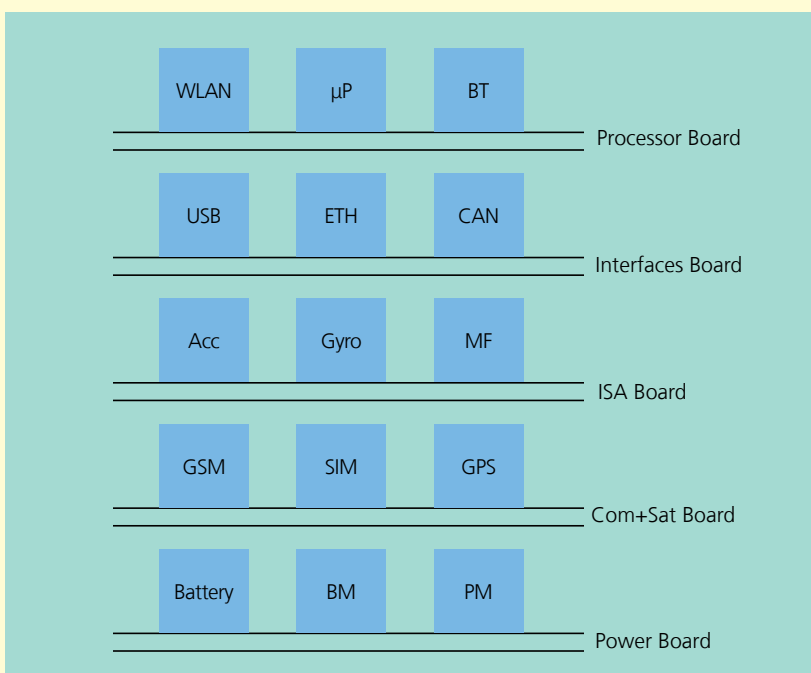 WLAN µP BT
Processor Board
USB ETH CAN
Interfaces Board
Acc Gyro MF
ISA Board
GSM SIM GPS
Com+Sat Board
Battery BM PM
Power Board